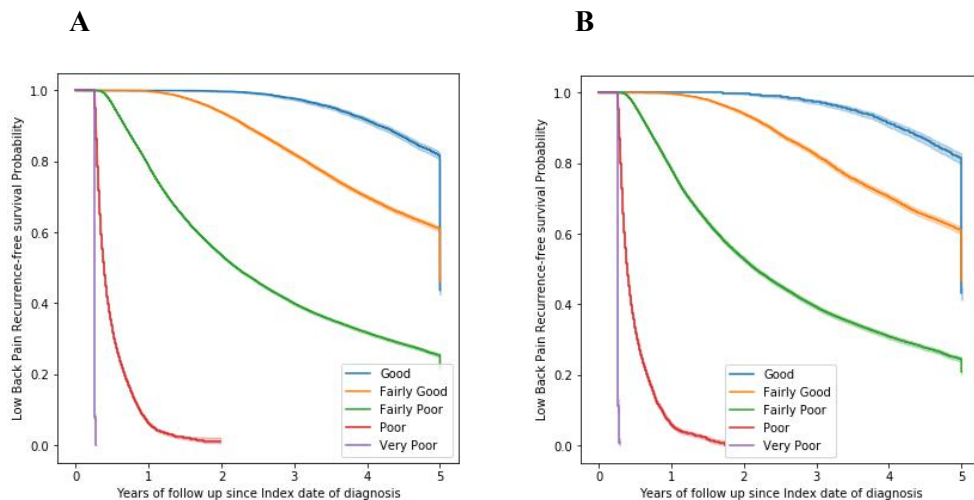 A
B
Low Back Pain Recurrence-free survival Probability
1.0
0.8
0.6
0.4
0.2
0.0
Good
Fairly Good
Fairly Poor
Poor
Very Poor
0 1 2 3 4 5
Years of follow up since Index date of diagnosis
Low Back Pain Recurrence-free survival Probability
1.0
0.8
0.6
0.4
0.2
0.0
Good
Fairly Good
Fairly Poor
Poor
Very Poor
0 1 2 3 4 5
Years of follow up since Index date of diagnosis